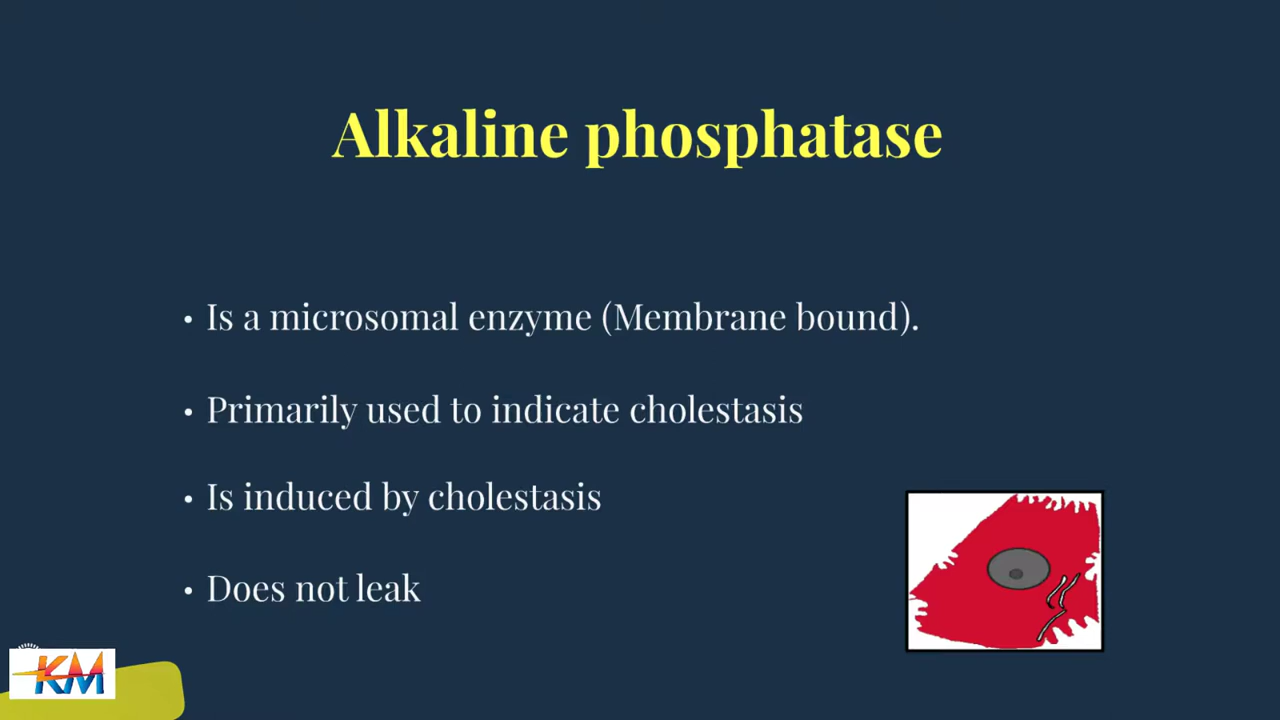 Alkaline phosphatase
• Is a microsomal enzyme (Membrane bound).
• Primarily used to indicate cholestasis
• Is induced by cholestasis
• Does not leak
KM